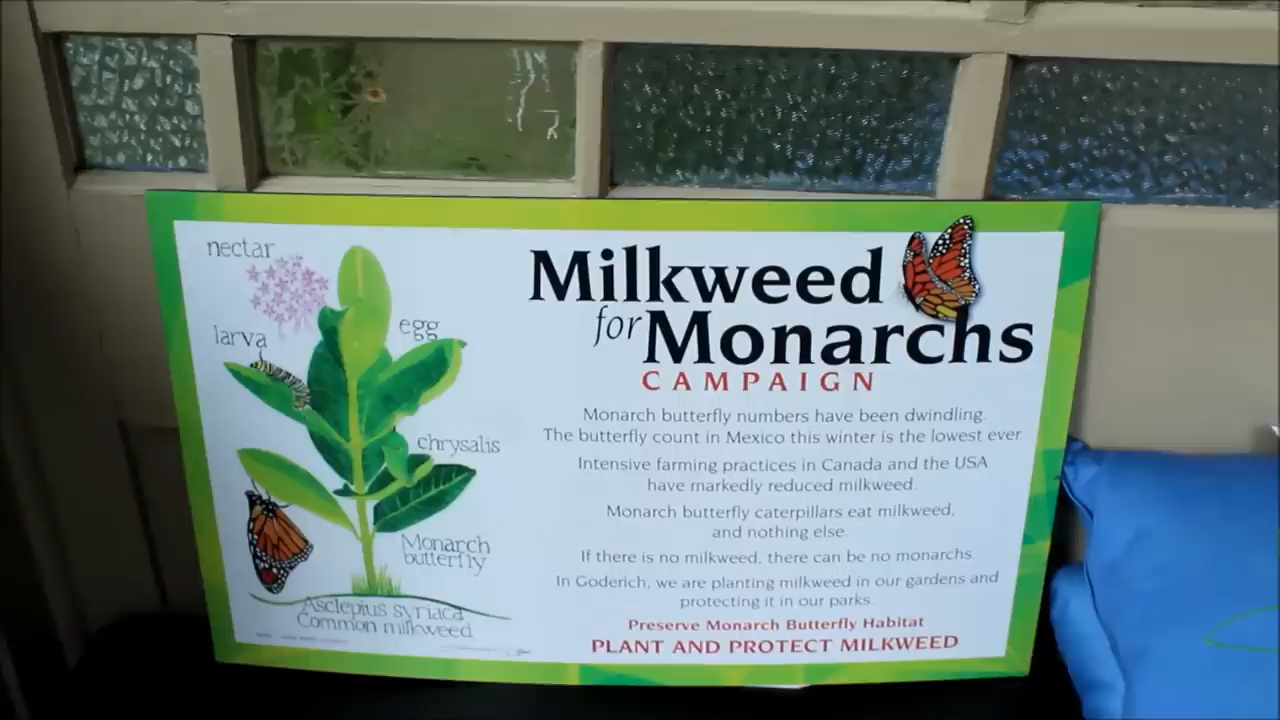 nectar
larva
egg
chrysalis
Monarch
butterfly
Asclepius syriaca
Common milkweed
Milkweed
for Monarchs
CAMPAIGN
Monarch butterfly numbers have been dwindling.
The butterfly count in Mexico this winter is the lowest ever.
Intensive farming practices in Canada and the USA
have markedly reduced milkweed.
Monarch butterfly caterpillars eat milkweed,
and nothing else.
If there is no milkweed, there can be no monarchs.
In Goderich, we are planting milkweed in our gardens and
protecting it in our parks.
Preserve Monarch Butterfly Habitat
PLANT AND PROTECT MILKWEED